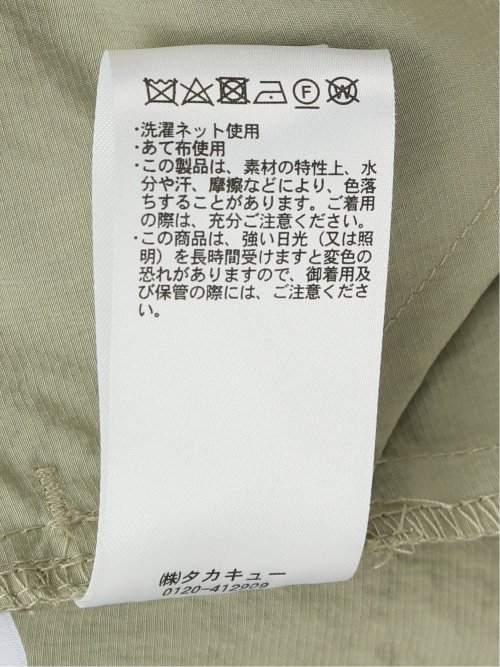 F W
・洗濯ネット使用
・あて布使用
・この製品は、素材の特性上、水
分や汗、摩擦などにより、色落
ちすることがあります。ご着用
の際は、充分ご注意ください。
・この商品は、強い日光（又は照
明）を長時間受けますと変色の
恐れがありますので、御着用及
び保管の際には、ご注意くださ
い。
㈱タカキュー
0120-412909